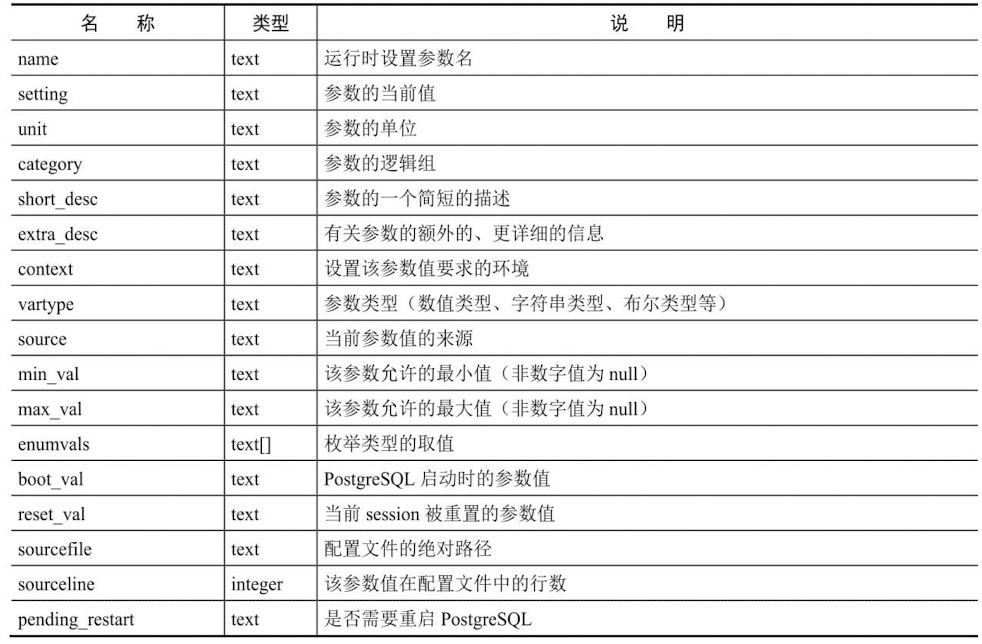 名 称 类型 说 明
name text 运行时设置参数名
setting text 参数的当前值
unit text 参数的单位
category text 参数的逻辑组
short_desc text 参数的一个简短的描述
extra_desc text 有关参数的额外的、更详细的信息
context text 设置该参数值要求的环境
vartype text 参数类型（数值类型、字符串类型、布尔类型等）
source text 当前参数值的来源
min_val text 该参数允许的最小值（非数字值为 null）
max_val text 该参数允许的最大值（非数字值为 null）
enumvals text[] 枚举类型的取值
boot_val text PostgreSQL 启动时的参数值
reset_val text 当前 session 被重置的参数值
sourcefile text 配置文件的绝对路径
sourceline integer 该参数值在配置文件中的行数
pending_restart text 是否需要重启 PostgreSQL